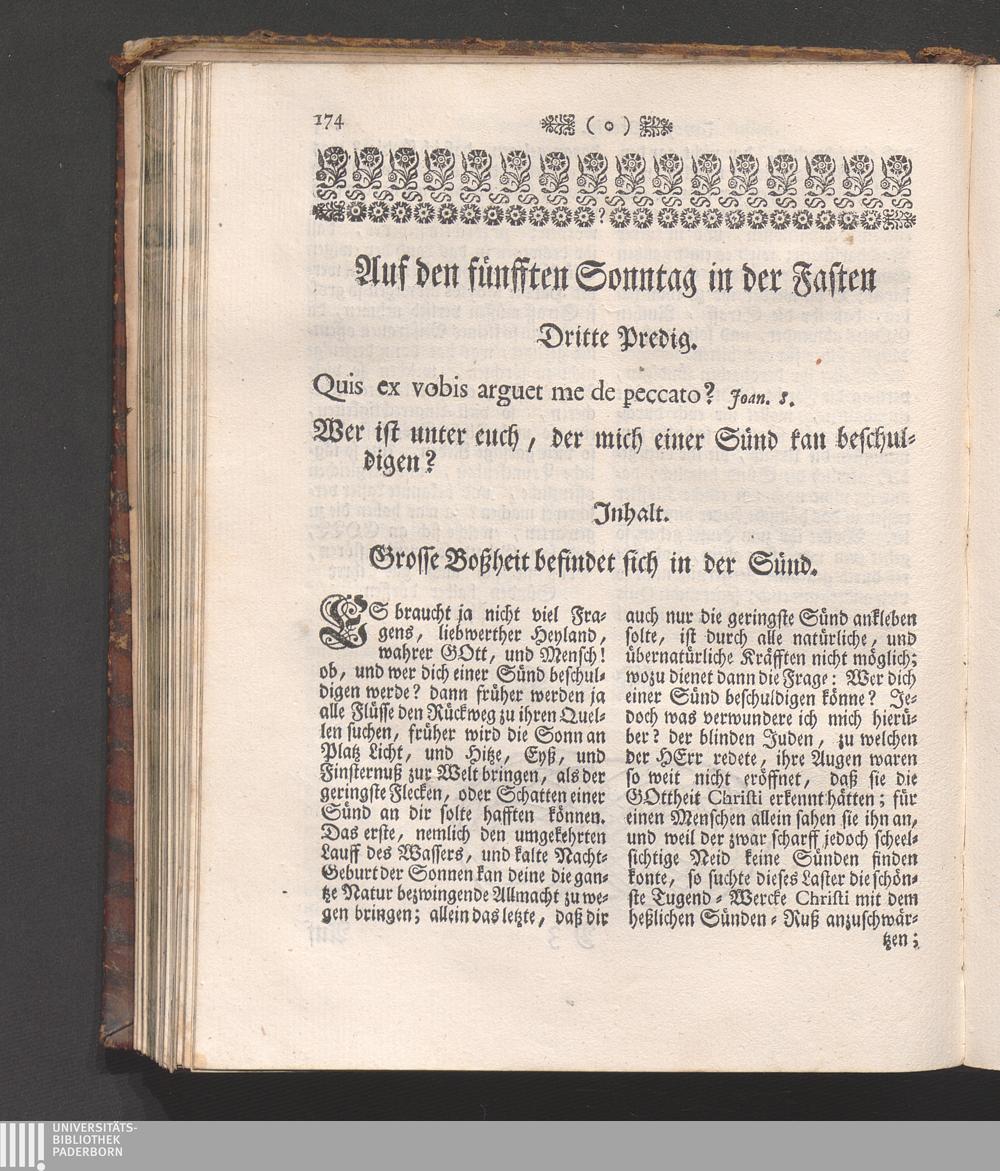 174 ( o )
Auf den fünfften Sonntag in der Fasten
Dritte Predig.
Quis ex vobis arguet me de peccato? Joan. 8.
Wer ist unter euch, der mich einer Sünd kan beschul-
digen?
Inhalt.
Grosse Boßheit befindet sich in der Sünd.
ES braucht ja nicht viel Fra-
gens, liebwerther Heyland,
wahrer GOtt, und Mensch!
ob, und wer dich einer Sünd beschul-
digen werde? dann früher werden ja
alle Flüsse den Rückweg zu ihren Quel-
len suchen, früher wird die Sonn an
Platz Licht, und Hitze, Eyß, und
Finsternuß zur Welt bringen, als der
geringste Flecken, oder Schatten einer
Sünd an dir solte hafften können.
Das erste, nemlich den umgekehrten
Lauff des Wassers, und kalte Nacht-
Geburt der Sonnen kan deine die gan-
tze Natur bezwingende Allmacht zu we-
gen bringen; allein das letzte, daß dir
auch nur die geringste Sünd ankleben
solte, ist durch alle natürliche, und
übernatürliche Kräfften nicht möglich;
wozu dienet dann die Frage: Wer dich
einer Sünd beschuldigen könne? Je-
doch was verwundere ich mich hierü-
ber? der blinden Juden, zu welchen
der HErr redete, ihre Augen waren
so weit nicht eröffnet, daß sie die
GOttheit Christi erkennt hätten; für
einen Menschen allein sahen sie ihn an,
und weil der zwar scharff jedoch scheel-
sichtige Neid keine Sünden finden
konte, so suchte dieses Laster die schön-
ste Tugend-Wercke Christi mit dem
heßlichen Sünden-Ruß anzuschwär-
tzen;
UNIVERSITÄTS-
BIBLIOTHEK
PADERBORN